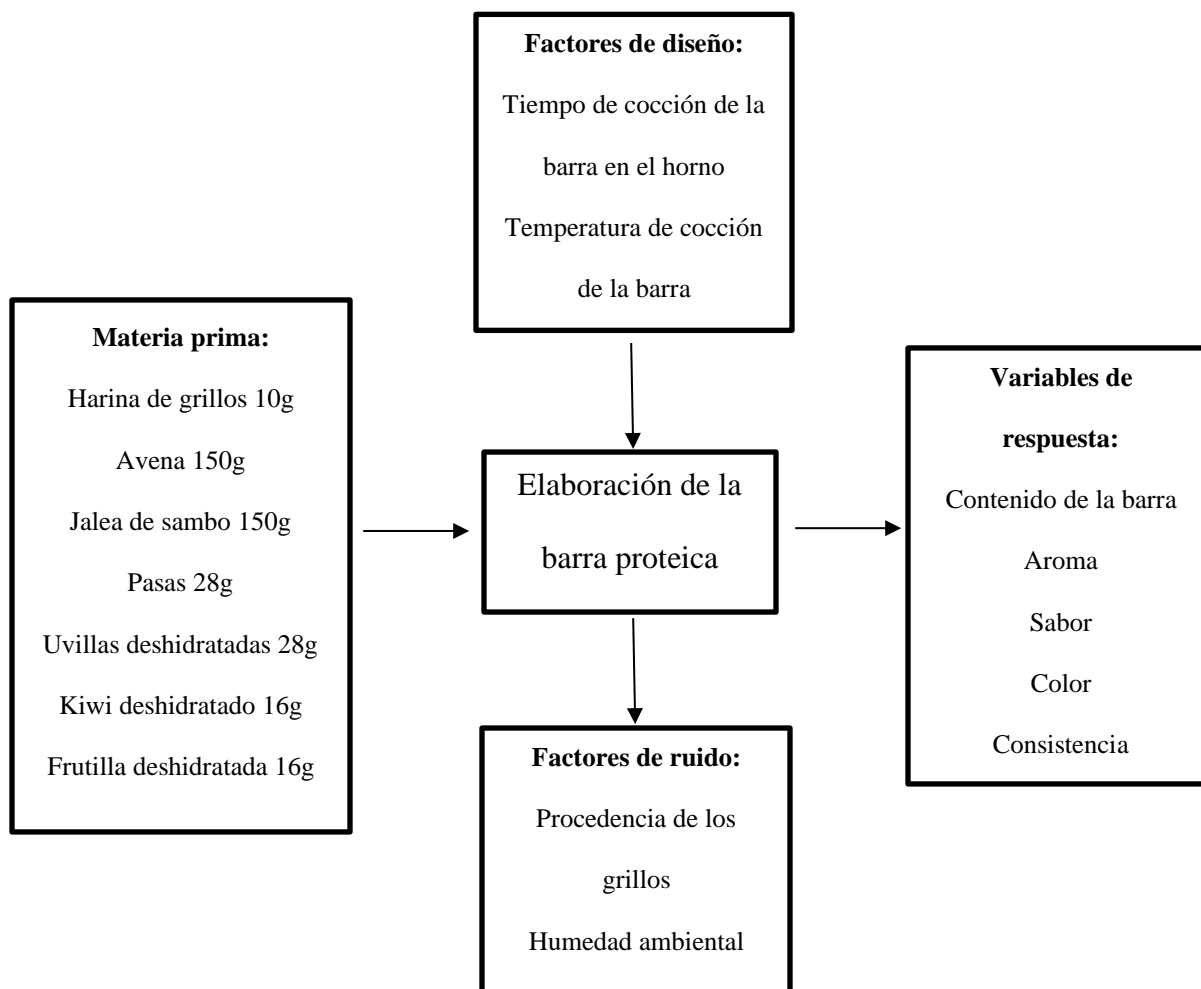 Factores de diseño:
Tiempo de cocción de la
barra en el horno
Temperatura de cocción
de la barra
Materia prima:
Harina de grillos 10g
Avena 150g
Jalea de sambo 150g
Pasas 28g
Uvillas deshidratadas 28g
Kiwi deshidratado 16g
Frutilla deshidratada 16g
Elaboración de la
barra proteica
Variables de
respuesta:
Contenido de la barra
Aroma
Sabor
Color
Consistencia
Factores de ruido:
Procedencia de los
grillos
Humedad ambiental